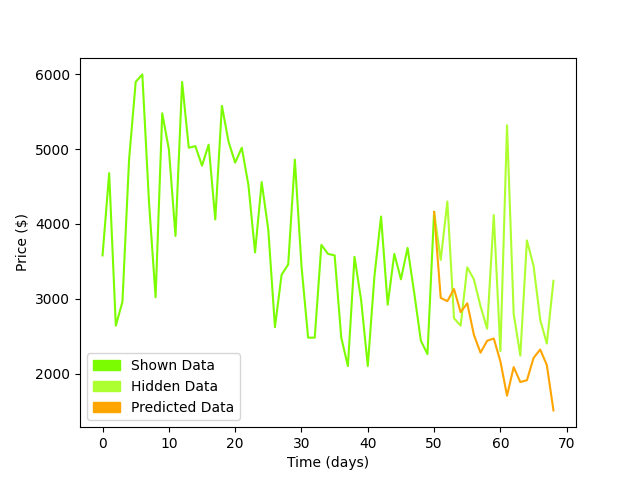 6000
5000
4000
3000
2000
Price ($)
Shown Data
Hidden Data
Predicted Data
0 10 20 30 40 50 60 70
Time (days)